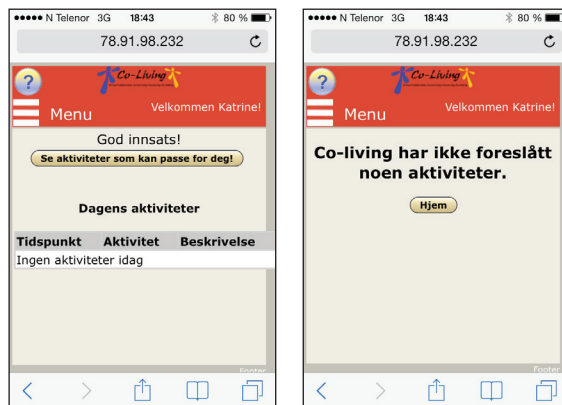 N Telenor 3G 18:43 80 %
78.91.98.232
?
Co-Living
Velkommen Katrine!
Menu
God innsats!
Se aktiviteter som kan passe for deg!
Dagens aktiviteter
Tidspunkt Aktivitet Beskrivelse
Ingen aktiviteter idag
Footer
N Telenor 3G 18:43 80 %
78.91.98.232
?
Co-Living
Velkommen Katrine!
Menu
Co-living har ikke foreslått
noen aktiviteter.
Hjem
Footer